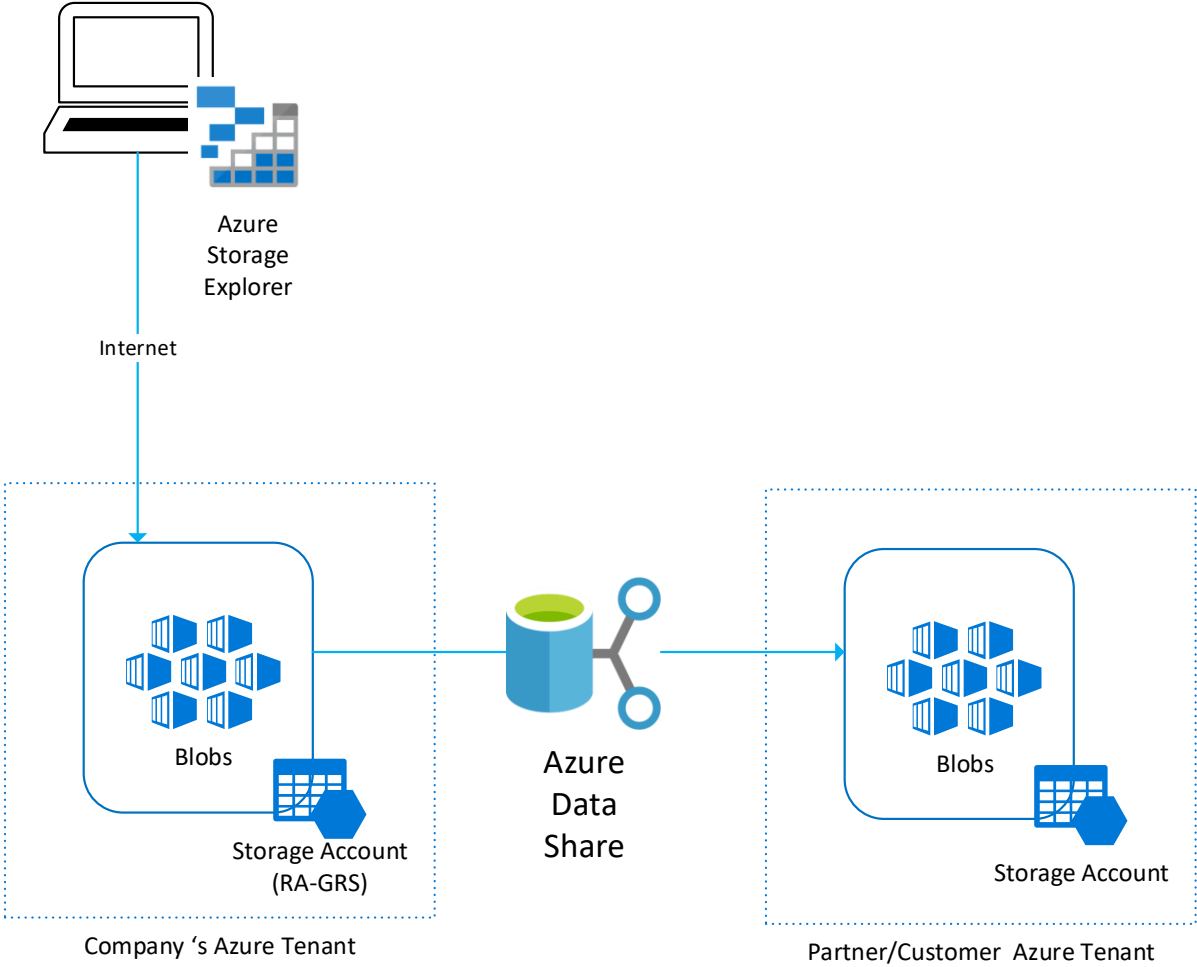 Azure
Storage
Explorer
Internet
Blobs
Storage Account
(RA-GRS)
Company ‘s Azure Tenant
Azure
Data
Share
Blobs
Storage Account
Partner/Customer  Azure Tenant